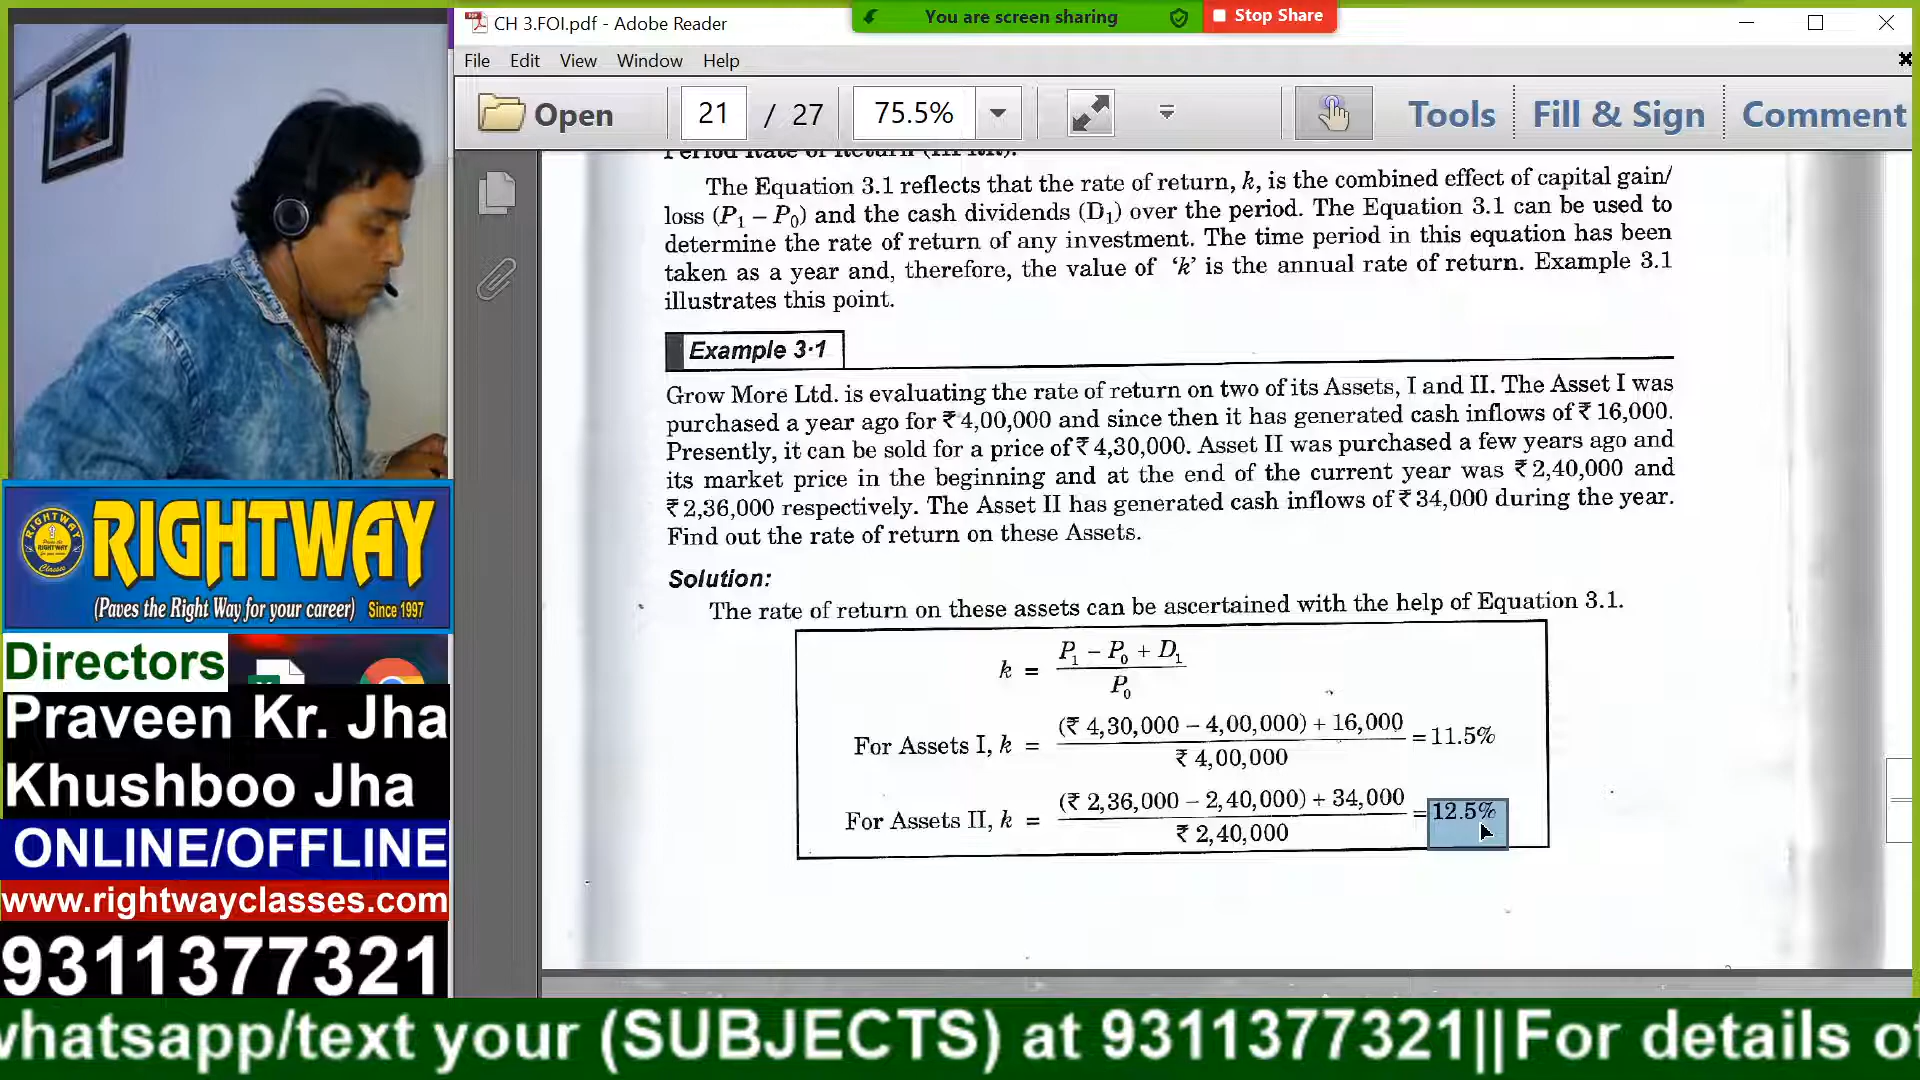 CH 3.FOI.pdf - Adobe Reader
You are screen sharing
Stop Share
File Edit View Window Help
Open 21 / 27 75.5% Tools Fill & Sign Comment
The Equation 3.1 reflects that the rate of return, k, is the combined effect of capital gain/
loss (P₁ – P₀) and the cash dividends (D₁) over the period. The Equation 3.1 can be used to
determine the rate of return of any investment. The time period in this equation has been
taken as a year and, therefore, the value of ‘k’ is the annual rate of return. Example 3.1
illustrates this point.
Example 3·1
Grow More Ltd. is evaluating the rate of return on two of its Assets, I and II. The Asset I was
purchased a year ago for ₹ 4,00,000 and since then it has generated cash inflows of ₹ 16,000.
Presently, it can be sold for a price of ₹ 4,30,000. Asset II was purchased a few years ago and
its market price in the beginning and at the end of the current year was ₹ 2,40,000 and
₹ 2,36,000 respectively. The Asset II has generated cash inflows of ₹ 34,000 during the year.
Find out the rate of return on these Assets.
Solution:
The rate of return on these assets can be ascertained with the help of Equation 3.1.
k = P₁ – P₀ + D₁
P₀
For Assets I, k = (₹ 4,30,000 – 4,00,000) + 16,000 = 11.5%
₹ 4,00,000
For Assets II, k = (₹ 2,36,000 – 2,40,000) + 34,000 = 12.5%
₹ 2,40,000
RIGHTWAY
RIGHTWAY
Classes
RIGHTWAY
(Paves the Right Way for your career) Since 1997
Directors
Praveen Kr. Jha
Khushboo Jha
ONLINE/OFFLINE
www.rightwayclasses.com
9311377321
whatsapp/text your (SUBJECTS) at 9311377321||For details of